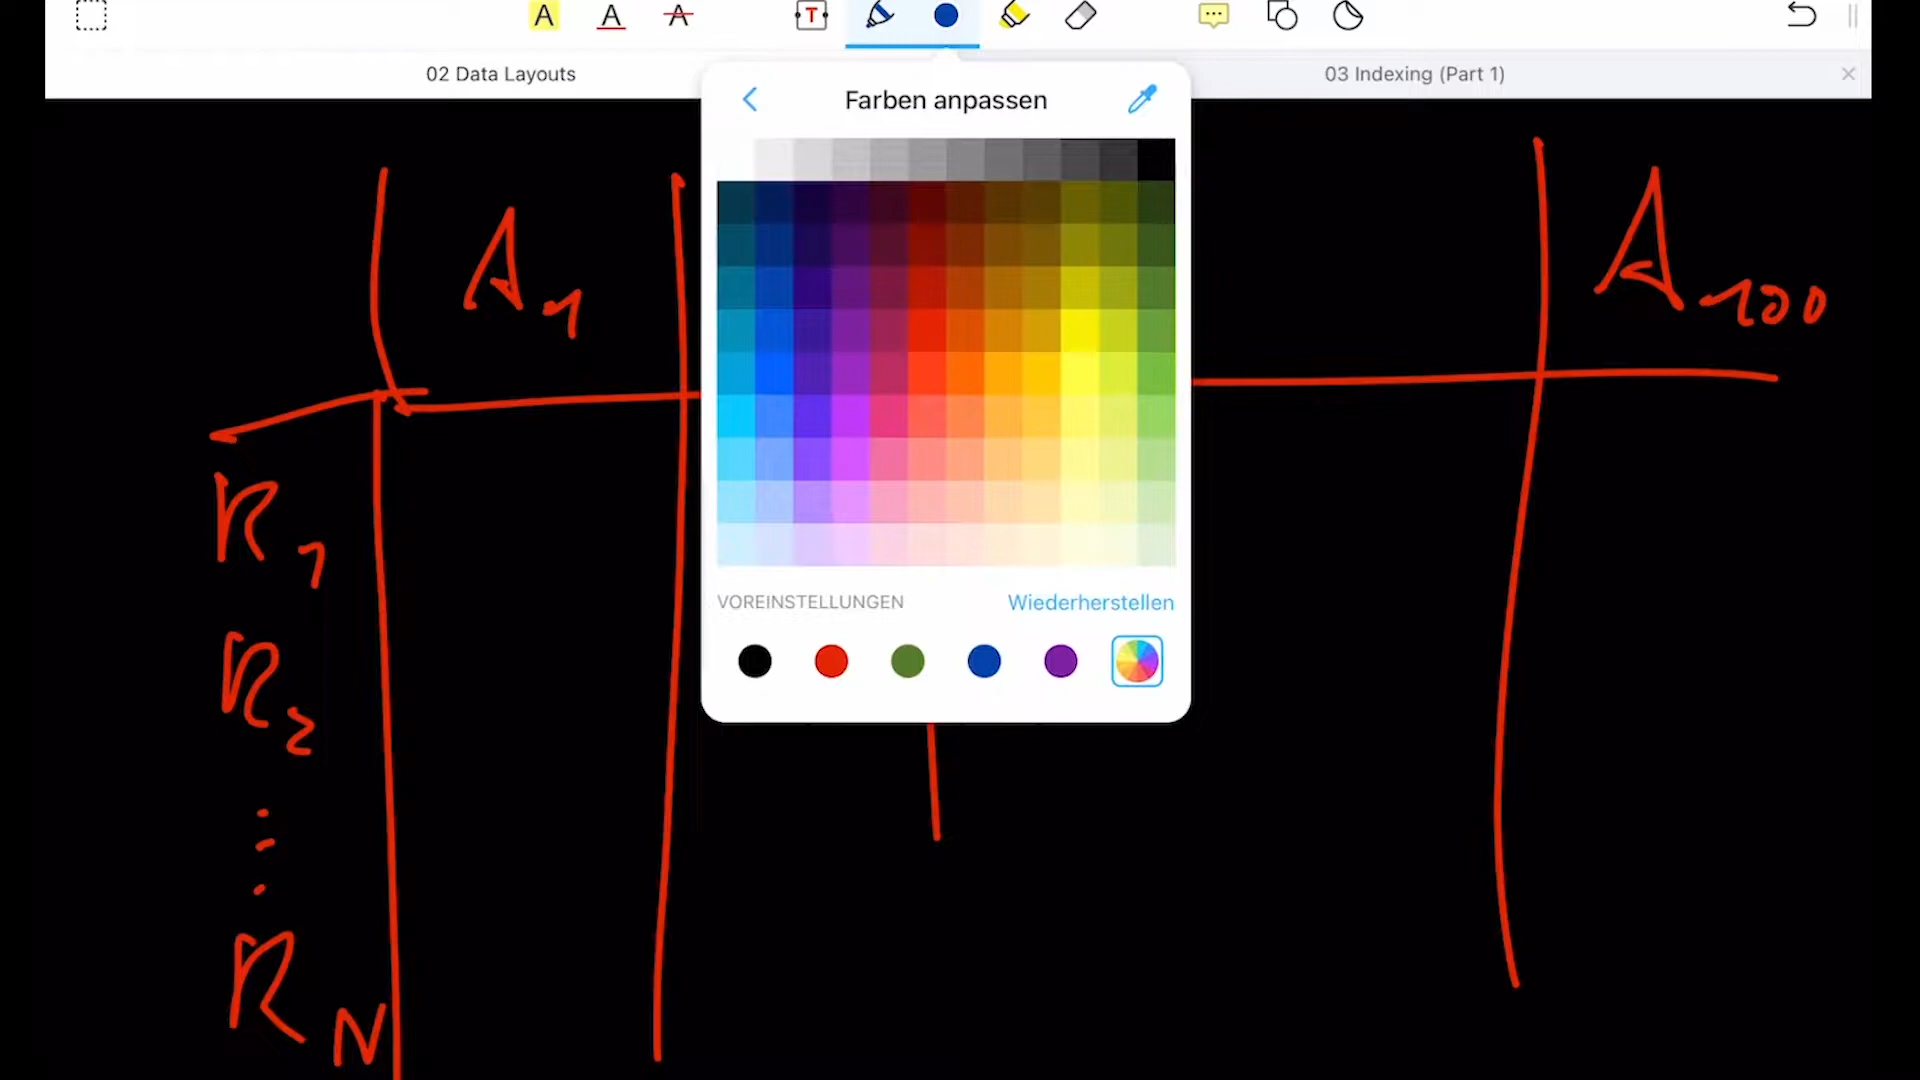 A A A T
02 Data Layouts 03 Indexing (Part 1)
Farben anpassen
A1 A100
R1
R2
⋮
RN
VOREINSTELLUNGEN Wiederherstellen